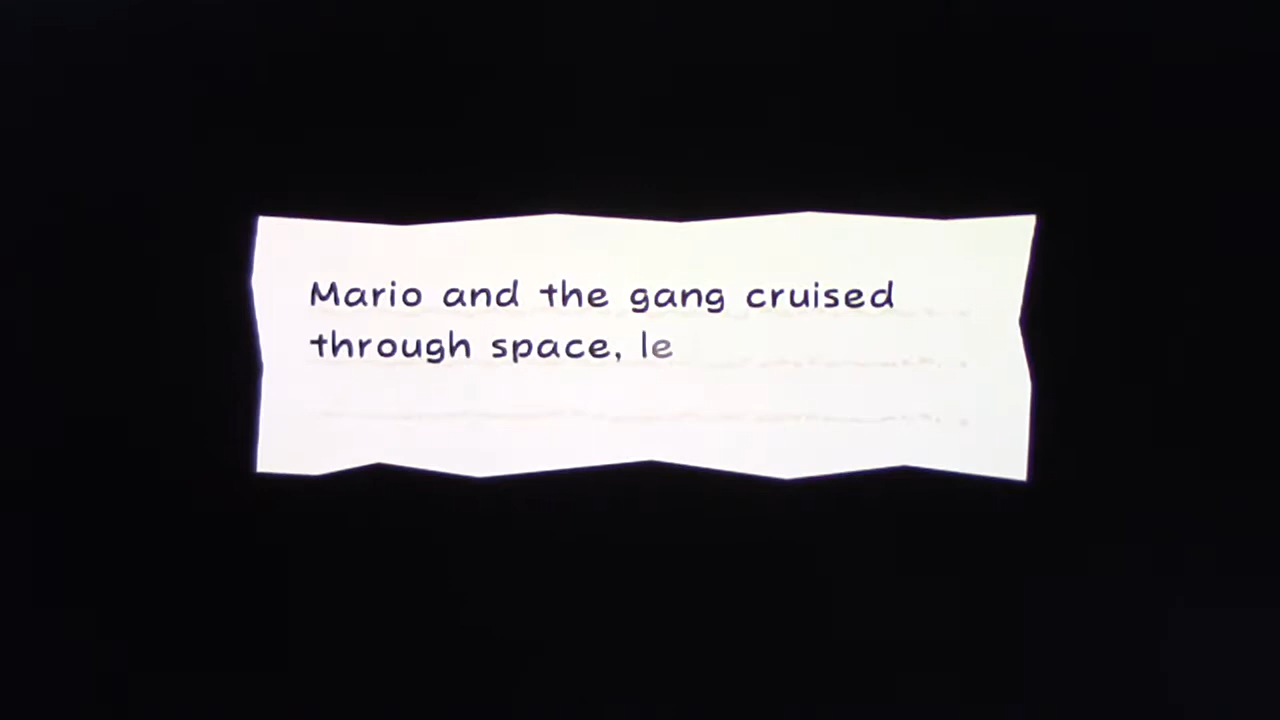 Mario and the gang cruised
through space, le